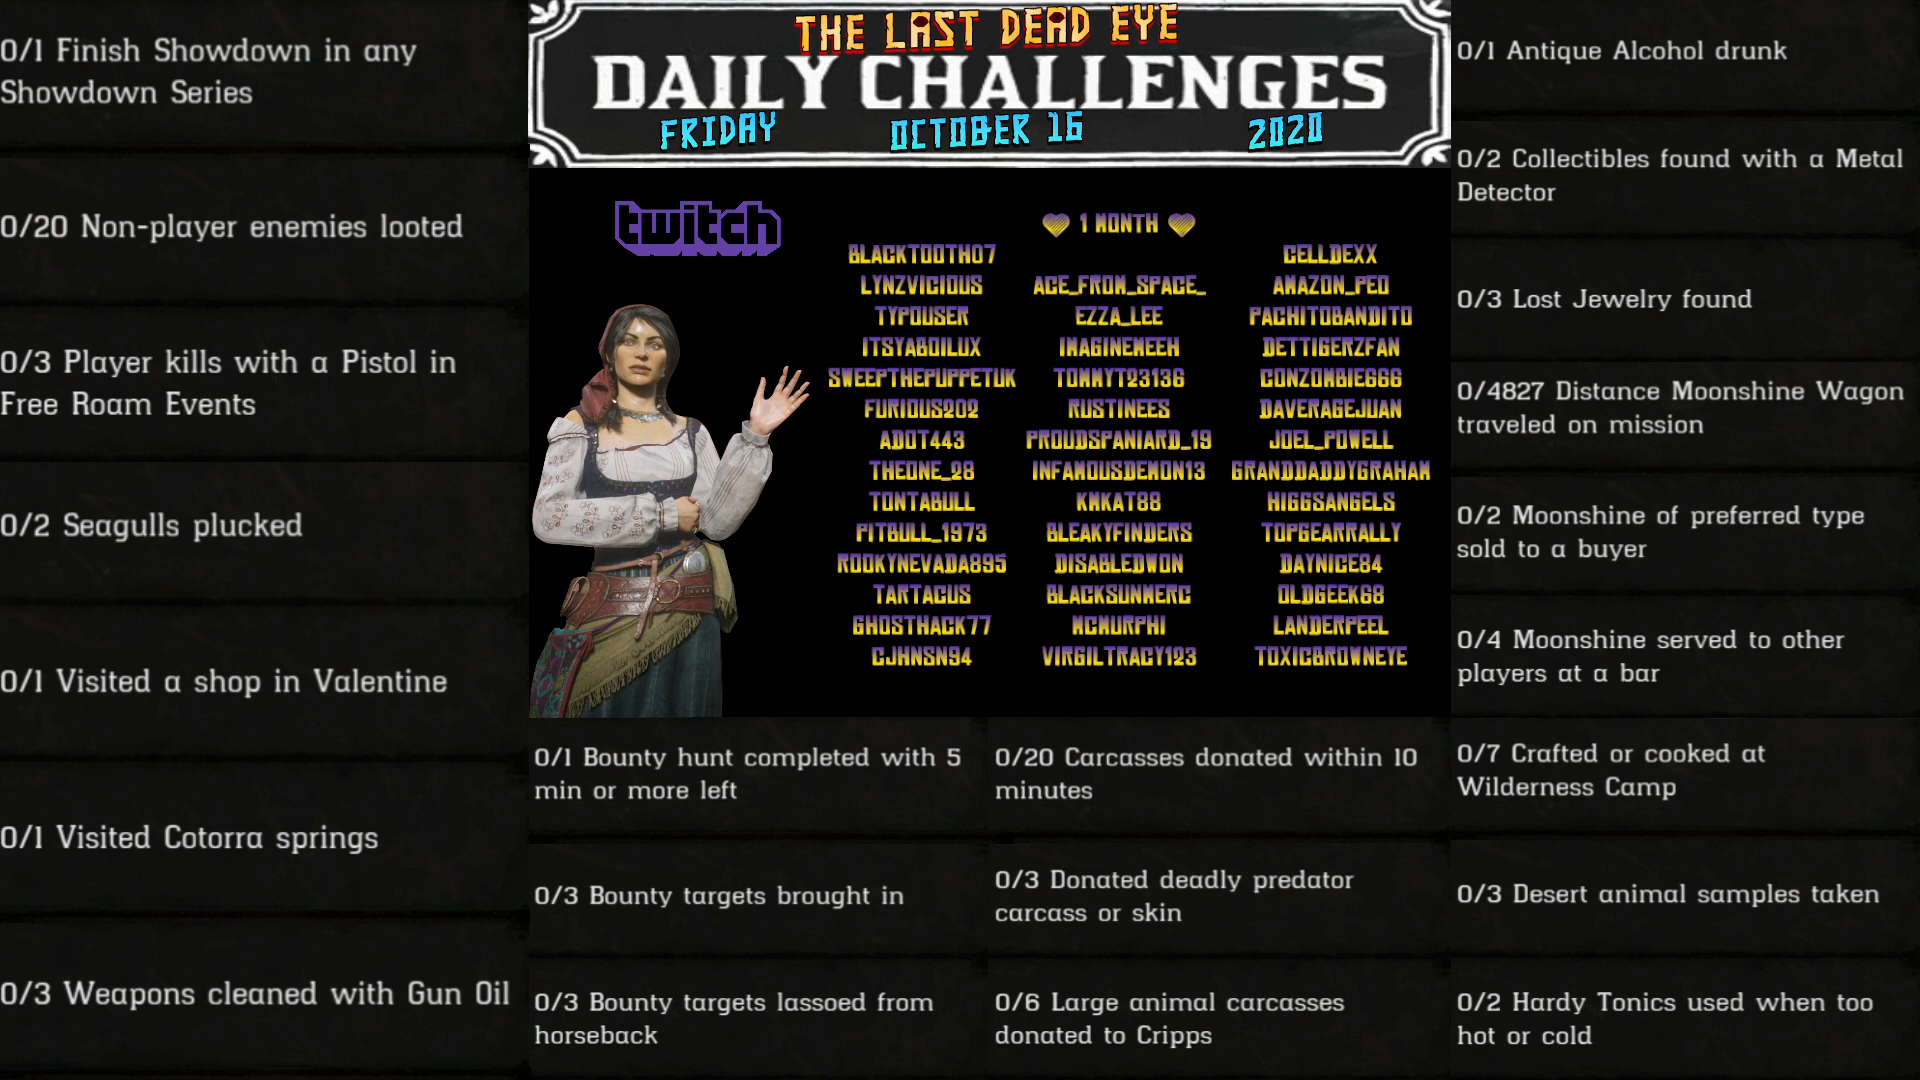 THE LAST DEAD EYE
DAILY CHALLENGES
FRIDAY OCTOBER 16 2020
0/1 Finish Showdown in any
Showdown Series
0/20 Non-player enemies looted
0/3 Player kills with a Pistol in
Free Roam Events
0/2 Seagulls plucked
0/1 Visited a shop in Valentine
0/1 Visited Cotorra springs
0/3 Weapons cleaned with Gun Oil
twitch
1 MONTH
BLACKTOOTH07
LYNZVICIOUS
TYPOUSER
ITSYABOILUX
SWEEPTHEPUPPETUK
FURIOUS202
ADOT443
THEONE_28
TONTABULL
PITBULL_1973
ROOKYNEVADA895
TARTACUS
GHOSTHACK77
CJHNSN94
ACE_FROM_SPACE_
EZZA_LEE
IMAGINEMEEH
TOMMYT23136
RUSTINEES
PROUDSPANIARD_19
INFAMOUSDEMON13
KMKAT88
BLEAKYFINDERS
DISABLEDWON
BLACKSUNMERC
MCMURPHI
VIRGILTRACY123
CELLDEXX
AMAZON_PEO
PACHITOBANDITO
DETTIGERZFAN
CONZOMBIE666
DAVERAGEJUAN
JOEL_POWELL
GRANDDADDYGRAHAM
HIGGSANGELS
TOPGEARRALLY
DAYNICE84
OLDGEEK68
LANDERPEEL
TOXICBROWNEYE
0/1 Bounty hunt completed with 5
min or more left
0/3 Bounty targets brought in
0/3 Bounty targets lassoed from
horseback
0/20 Carcasses donated within 10
minutes
0/3 Donated deadly predator
carcass or skin
0/6 Large animal carcasses
donated to Cripps
0/1 Antique Alcohol drunk
0/2 Collectibles found with a Metal
Detector
0/3 Lost Jewelry found
0/4827 Distance Moonshine Wagon
traveled on mission
0/2 Moonshine of preferred type
sold to a buyer
0/4 Moonshine served to other
players at a bar
0/7 Crafted or cooked at
Wilderness Camp
0/3 Desert animal samples taken
0/2 Hardy Tonics used when too
hot or cold